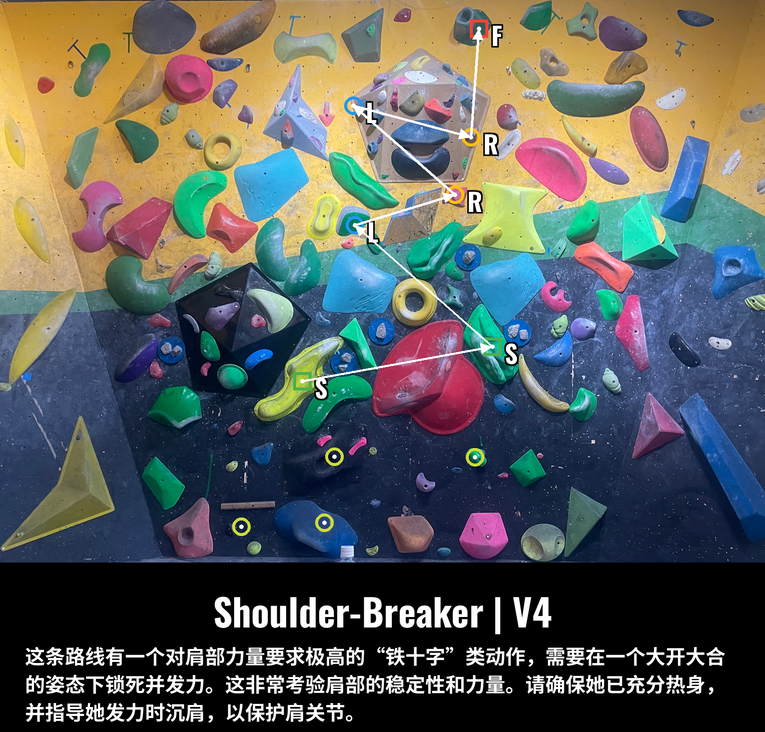 F
L
R
R
L
S
S
Shoulder-Breaker | V4
这条路线有一个对肩部力量要求极高的“铁十字”类动作，需要在一个大开大合
的姿态下锁死并发力。这非常考验肩部的稳定性和力量。请确保她已充分热身，
并指导她发力时沉肩，以保护肩关节。